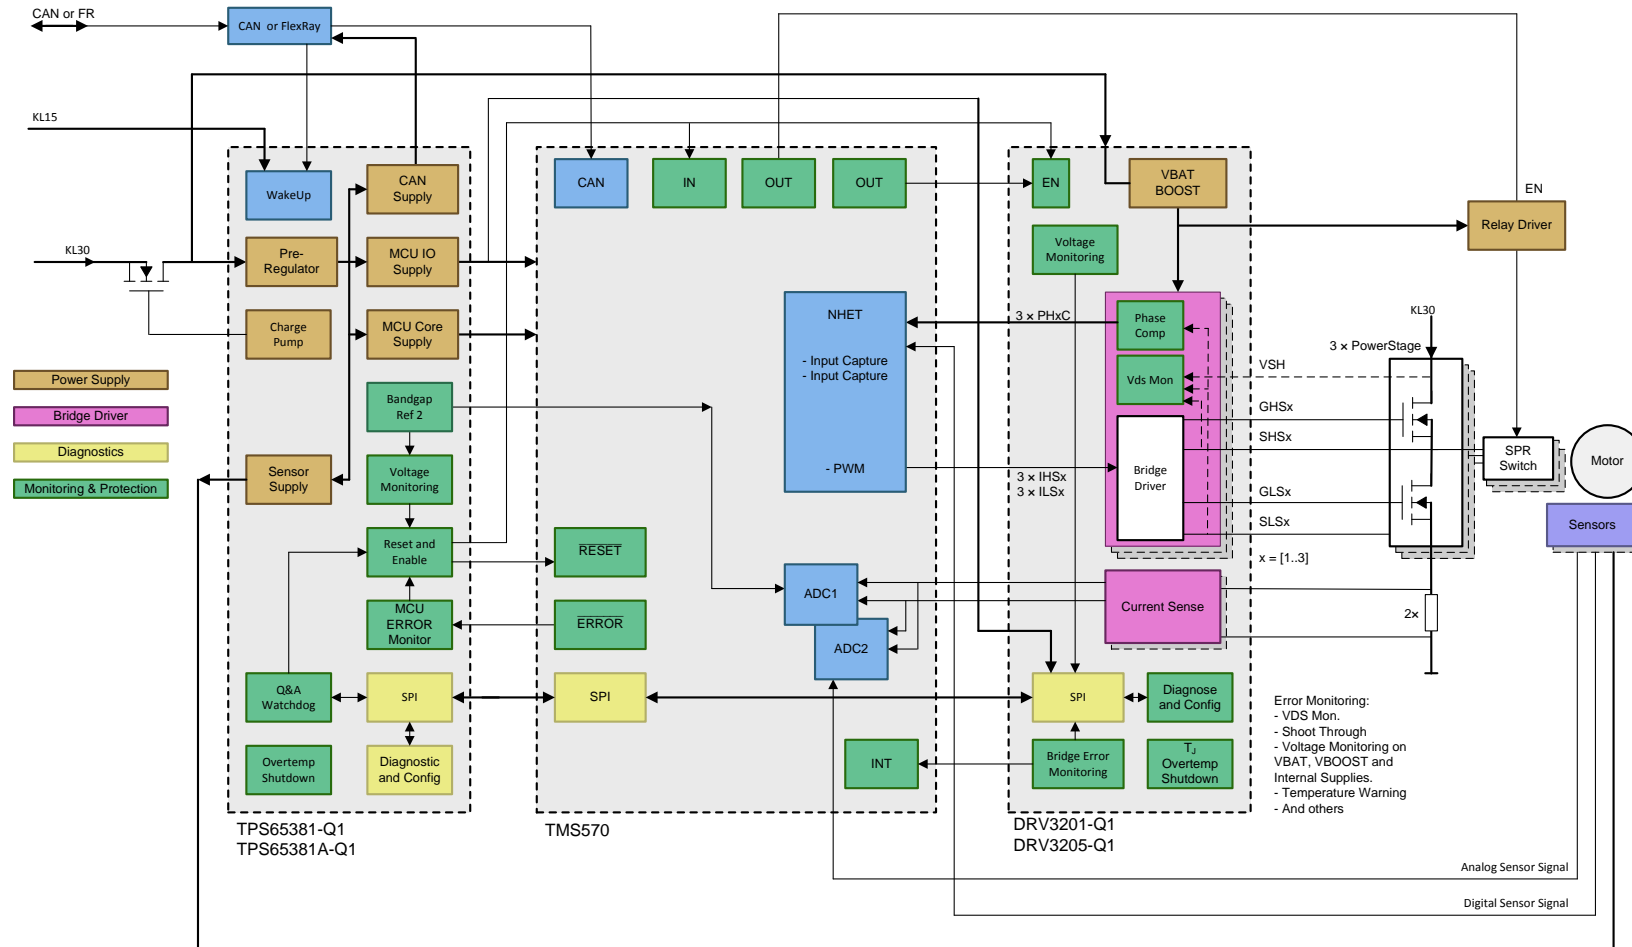 CAN or FR
CAN or FlexRay
KL15
WakeUp
CAN
Supply
KL30
Pre-
Regulator
MCU IO
Supply
Charge
Pump
MCU Core
Supply
Power Supply
Bridge Driver
Diagnostics
Monitoring & Protection
Bandgap
Ref 2
Sensor
Supply
Voltage
Monitoring
Reset and
Enable
MCU
ERROR
Monitor
Q&A
Watchdog
SPI
Overtemp
Shutdown
Diagnostic
and Config
TPS65381-Q1
TPS65381A-Q1
CAN
IN
OUT
OUT
NHET
- Input Capture
- Input Capture
- PWM
RESET
ERROR
ADC1
ADC2
SPI
INT
TMS570
EN
VBAT
BOOST
Voltage
Monitoring
3 × PHxC
Phase
Comp
Vds Mon
Bridge
Driver
3 × IHSx
3 × ILSx
Current Sense
SPI
Diagnose
and Config
Bridge Error
Monitoring
TJ
Overtemp
Shutdown
DRV3201-Q1
DRV3205-Q1
EN
Relay Driver
KL30
3 × PowerStage
VSH
GHSx
SHSx
GLSx
SLSx
x = [1..3]
2×
SPR
Switch
Motor
Sensors
Error Monitoring:
- VDS Mon.
- Shoot Through
- Voltage Monitoring on
VBAT, VBOOST and
Internal Supplies.
- Temperature Warning
- And others
Analog Sensor Signal
Digital Sensor Signal